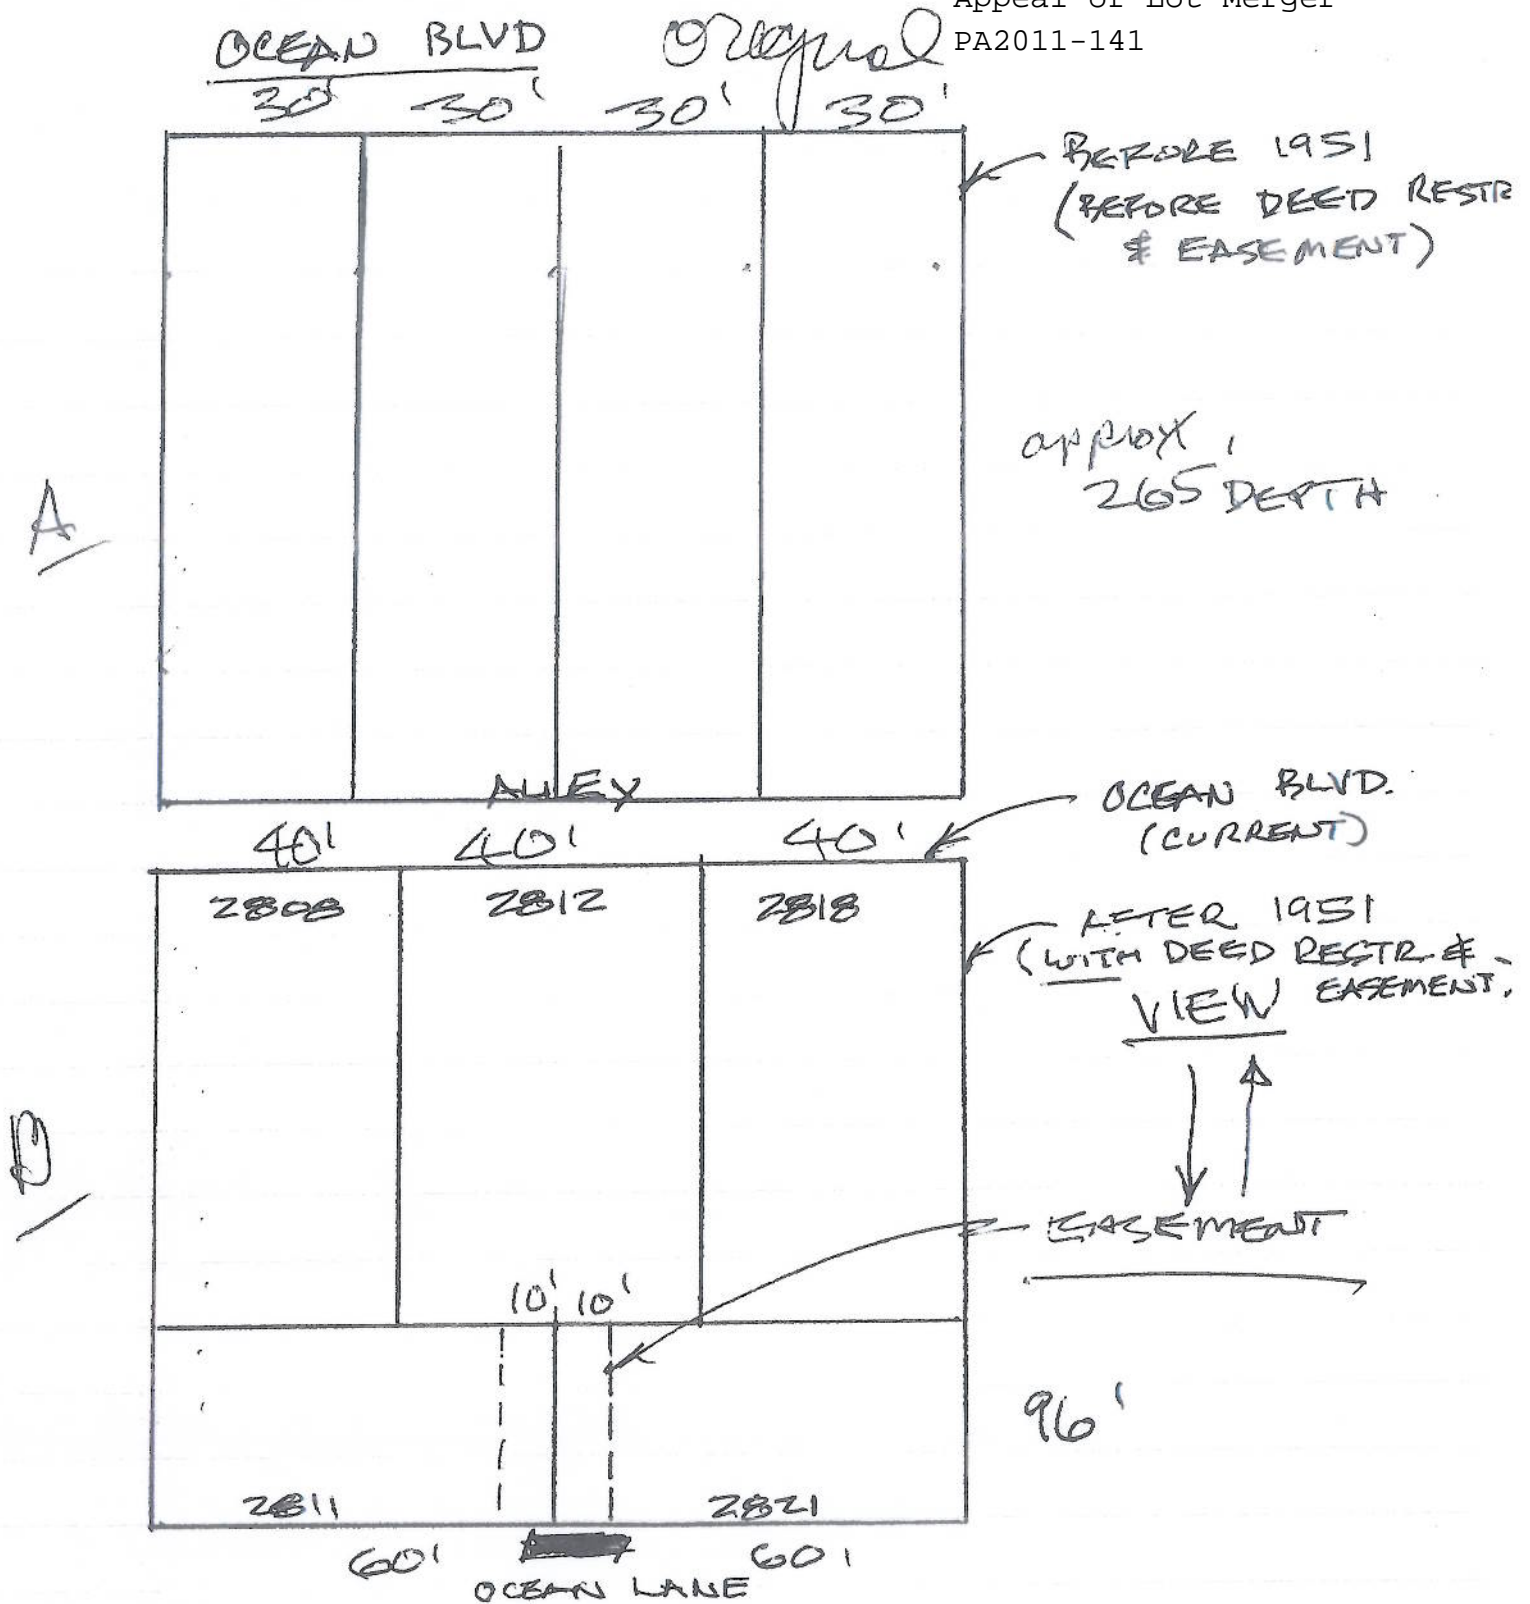 Appeal of Lot Merger
OCEAN BLVD Original PA2011-141
30' 30' 30' 30'
BEFORE 1951
(BEFORE DEED RESTR
& EASEMENT)
approx.
265' DEPTH
A
ALLEY
OCEAN BLVD.
(CURRENT)
40' 40' 40'
2808 2812 2818
AFTER 1951
(WITH DEED RESTR &
EASEMENT.
VIEW
B
EASEMENT
10' 10'
96'
2811 2821
60' 60'
OCEAN LANE